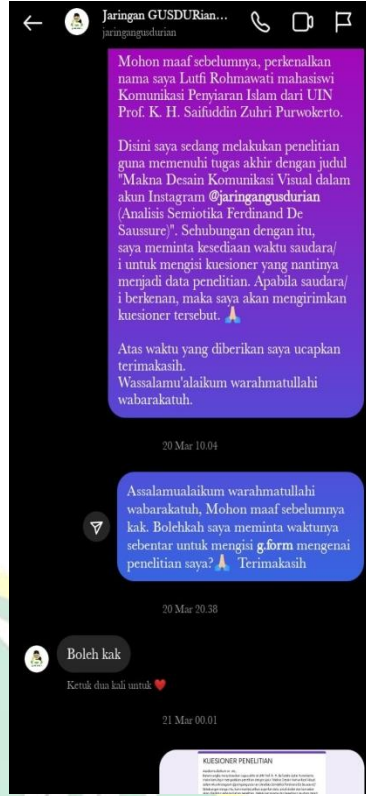 Jaringan GUSDURian...
jaringangusdurian
Mohon maaf sebelumnya, perkenalkan
nama saya Lutfi Rohmawati mahasiswi
Komunikasi Penyiaran Islam dari UIN
Prof. K. H. Saifuddin Zuhri Purwokerto.
Disini saya sedang melakukan penelitian
guna memenuhi tugas akhir dengan judul
"Makna Desain Komunikasi Visual dalam
akun Instagram @jaringangusdurian
(Analisis Semiotika Ferdinand De
Saussure)". Sehubungan dengan itu,
saya meminta kesediaan waktu saudara/
i untuk mengisi kuesioner yang nantinya
menjadi data penelitian. Apabila saudara/
i berkenan, maka saya akan mengirimkan
kuesioner tersebut. 🙏🏻
Atas waktu yang diberikan saya ucapkan
terimakasih.
Wassalamu'alaikum warahmatullahi
wabarakatuh.
20 Mar 10.04
Assalamualaikum warahmatullahi
wabarakatuh, Mohon maaf sebelumnya
kak. Bolehkah saya meminta waktunya
sebentar untuk mengisi g.form mengenai
penelitian saya?🙏🏻 Terimakasih
20 Mar 20.38
Boleh kak
Ketuk dua kali untuk ❤️
21 Mar 00.01
KUESIONER PENELITIAN